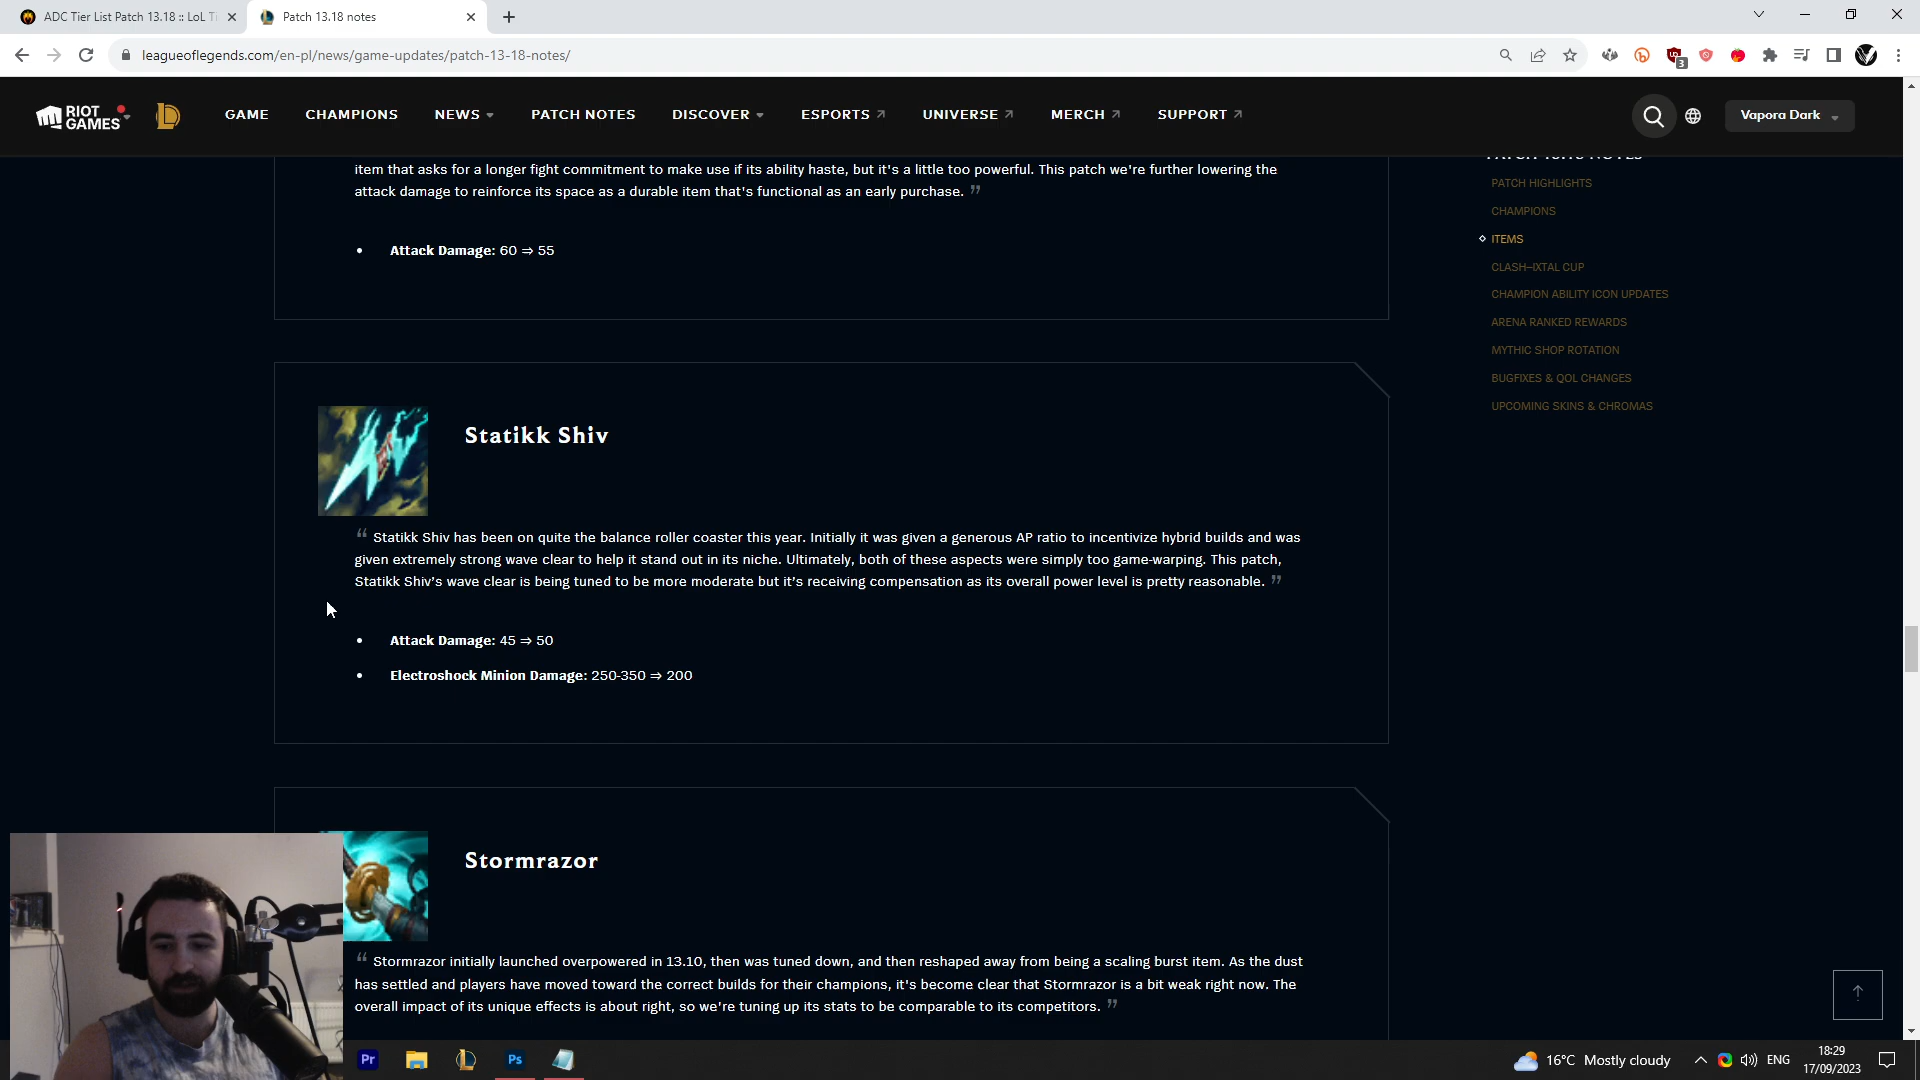 ADC Tier List Patch 13.18 :: LoL Ti
Patch 13.18 notes
leagueoflegends.com/en-pl/news/game-updates/patch-13-18-notes/
3
RIOT GAMES
GAME
CHAMPIONS
NEWS
PATCH NOTES
DISCOVER
ESPORTS
UNIVERSE
MERCH
SUPPORT
Vapora Dark
item that asks for a longer fight commitment to make use if its ability haste, but it's a little too powerful. This patch we're further lowering the
attack damage to reinforce its space as a durable item that's functional as an early purchase. ”
• Attack Damage: 60 ⇒ 55
PATCH 13.18 NOTES
PATCH HIGHLIGHTS
CHAMPIONS
ITEMS
CLASH–IXTAL CUP
CHAMPION ABILITY ICON UPDATES
ARENA RANKED REWARDS
MYTHIC SHOP ROTATION
BUGFIXES & QOL CHANGES
UPCOMING SKINS & CHROMAS
Statikk Shiv
“ Statikk Shiv has been on quite the balance roller coaster this year. Initially it was given a generous AP ratio to incentivize hybrid builds and was
given extremely strong wave clear to help it stand out in its niche. Ultimately, both of these aspects were simply too game-warping. This patch,
Statikk Shiv’s wave clear is being tuned to be more moderate but it’s receiving compensation as its overall power level is pretty reasonable. ”
• Attack Damage: 45 ⇒ 50
• Electroshock Minion Damage: 250-350 ⇒ 200
Stormrazor
“ Stormrazor initially launched overpowered in 13.10, then was tuned down, and then reshaped away from being a scaling burst item. As the dust
has settled and players have moved toward the correct builds for their champions, it's become clear that Stormrazor is a bit weak right now. The
overall impact of its unique effects is about right, so we're tuning up its stats to be comparable to its competitors. ”
Pr
Ps
16°C Mostly cloudy
ENG
18:29
17/09/2023